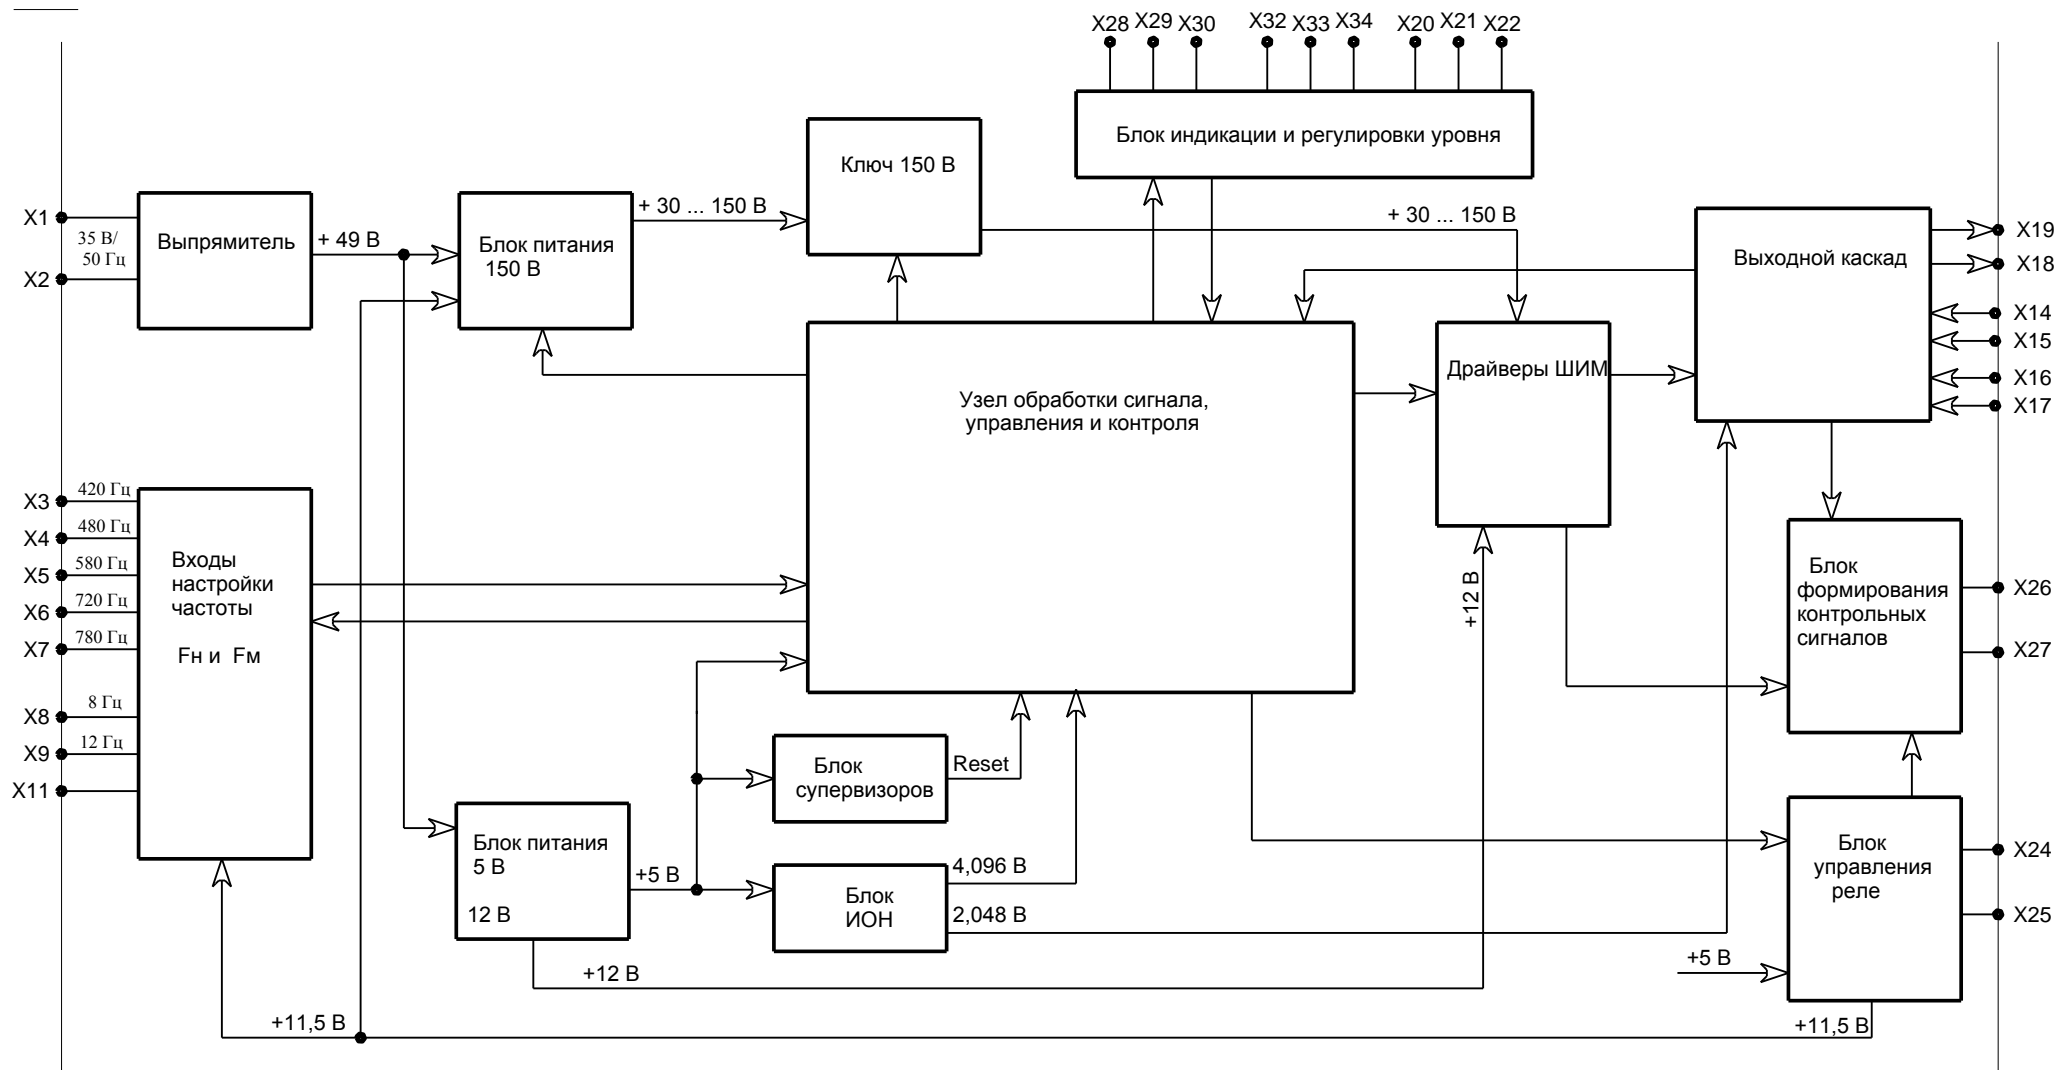 X28 X29 X30 X32 X33 X34 X20 X21 X22
Блок индикации и регулировки уровня
Ключ 150 В
X1
35 В/
50 Гц
X2
Выпрямитель
+ 49 В
Блок питания
150 В
+ 30 ... 150 В
+ 30 ... 150 В
Выходной каскад
X19
X18
X14
X15
X16
X17
Узел обработки сигнала,
управления и контроля
Драйверы ШИМ
X3 420 Гц
X4 480 Гц
X5 580 Гц
X6 720 Гц
X7 780 Гц
X8 8 Гц
X9 12 Гц
X11
Входы
настройки
частоты
Fн и Fм
+12 В
Блок
формирования
контрольных
сигналов
X26
X27
Блок
супервизоров
Reset
Блок питания
5 В
12 В
+5 В
Блок
ИОН
4,096 В
2,048 В
+12 В
Блок
управления
реле
X24
X25
+5 В
+11,5 В
+11,5 В